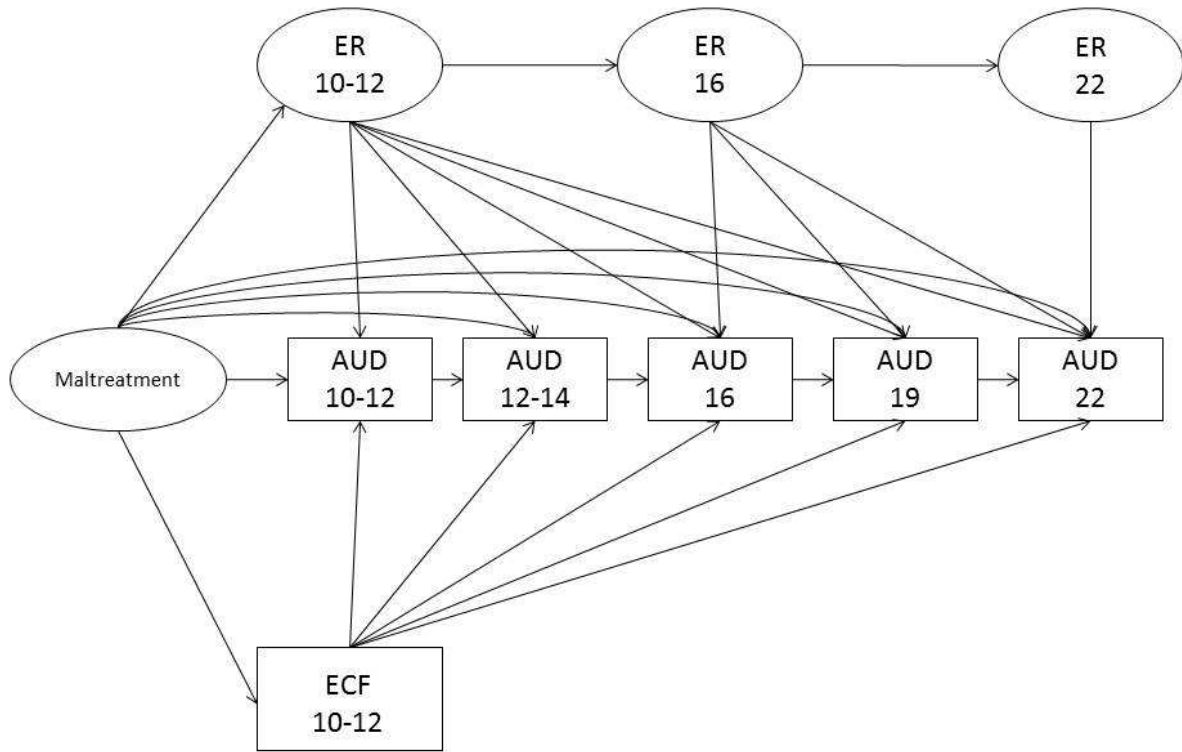 ER
10-12
ER
16
ER
22
Maltreatment
AUD
10-12
AUD
12-14
AUD
16
AUD
19
AUD
22
ECF
10-12